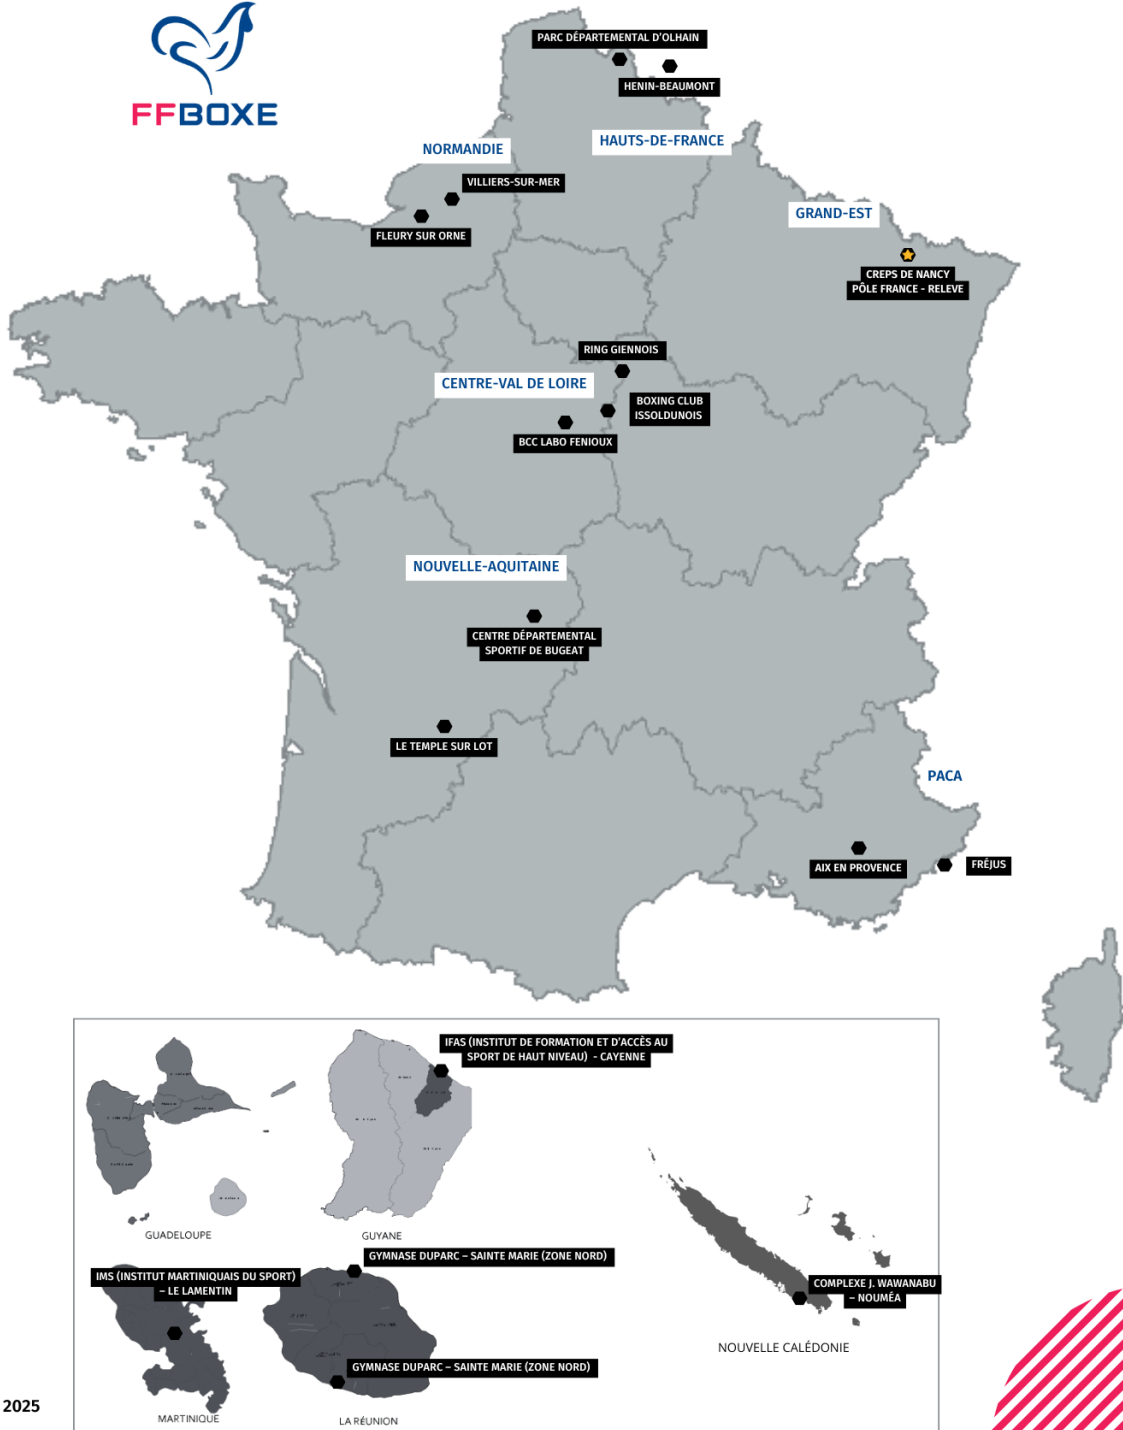 PARC DÉPARTEMENTAL D'OLHAIN
HENIN-BEAUMONT
FFBOXE
HAUTS-DE-FRANCE
NORMANDIE
VILLIERS-SUR-MER
FLEURY SUR ORNE
GRAND-EST
CREPS DE NANCY
PÔLE FRANCE - RELEVE
RING GIENNOIS
CENTRE-VAL DE LOIRE
BOXING CLUB
ISSOLDUNOIS
BCC LABO FENIOUX
NOUVELLE-AQUITAINE
CENTRE DÉPARTEMENTAL
SPORTIF DE BUGEAT
LE TEMPLE SUR LOT
PACA
AIX EN PROVENCE
FRÉJUS
IFAS (INSTITUT DE FORMATION ET D'ACCÈS AU
SPORT DE HAUT NIVEAU) - CAYENNE
GUADELOUPE
GUYANE
IMS (INSTITUT MARTINIQUAIS DU SPORT)
– LE LAMENTIN
GYMNASE DUPARC – SAINTE MARIE (ZONE NORD)
COMPLEXE J. WAWANABU
– NOUMÉA
NOUVELLE CALÉDONIE
GYMNASE DUPARC – SAINTE MARIE (ZONE NORD)
MARTINIQUE
LA RÉUNION
2025